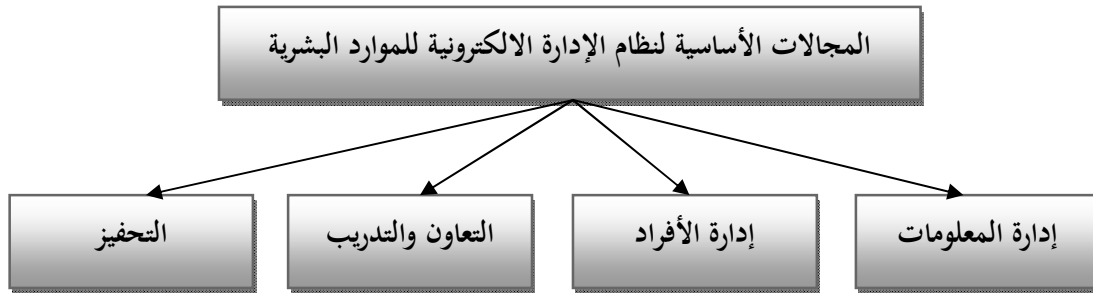 المجالات الأساسية لنظام الإدارة الالكترونية للموارد البشرية
إدارة المعلومات
إدارة الأفراد
التعاون والتدريب
التحفيز